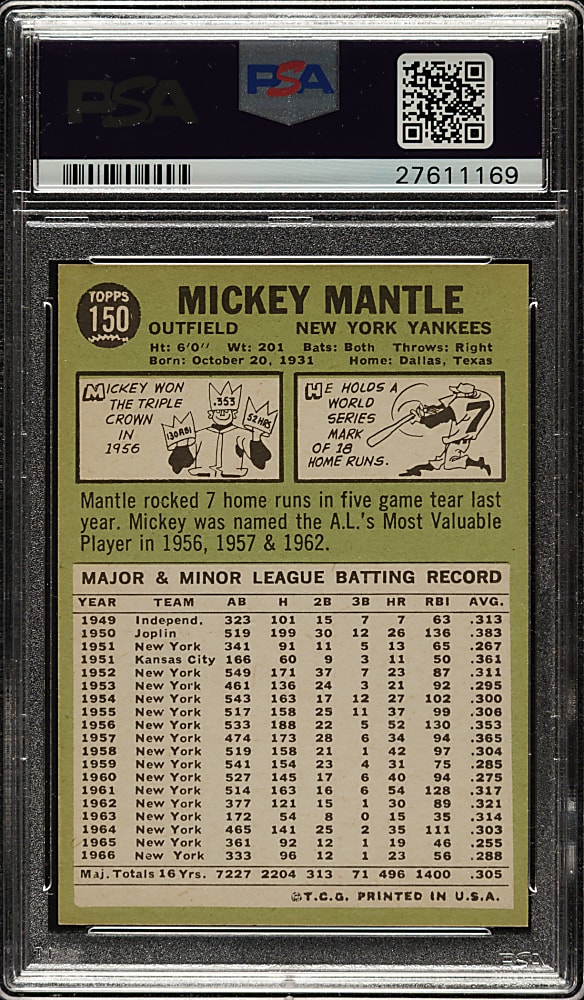 PSA PSA
27611169
TOPPS
150
MICKEY MANTLE
OUTFIELD NEW YORK YANKEES
Ht: 6'0" Wt: 201 Bats: Both Throws: Right
Born: October 20, 1931 Home: Dallas, Texas
MICKEY WON
THE TRIPLE
CROWN
IN
1956
130 RBI
.353
52 HRS
HE HOLDS A
WORLD
SERIES
MARK
OF 18
HOME RUNS.
7
Mantle rocked 7 home runs in five game tear last
year. Mickey was named the A.L.'s Most Valuable
Player in 1956, 1957 & 1962.
MAJOR & MINOR LEAGUE BATTING RECORD
YEAR TEAM AB H 2B 3B HR RBI AVG.
1949 Independ. 323 101 15 7 7 63 .313
1950 Joplin 519 199 30 12 26 136 .383
1951 New York 341 91 11 5 13 65 .267
1951 Kansas City 166 60 9 3 11 50 .361
1952 New York 549 171 37 7 23 87 .311
1953 New York 461 136 24 3 21 92 .295
1954 New York 543 163 17 12 27 102 .300
1955 New York 517 158 25 11 37 99 .306
1956 New York 533 188 22 5 52 130 .353
1957 New York 474 173 28 6 34 94 .365
1958 New York 519 158 21 1 42 97 .304
1959 New York 541 154 23 4 31 75 .285
1960 New York 527 145 17 6 40 94 .275
1961 New York 514 163 16 6 54 128 .317
1962 New York 377 121 15 1 30 89 .321
1963 New York 172 54 8 0 15 35 .314
1964 New York 465 141 25 2 35 111 .303
1965 New York 361 92 12 1 19 46 .255
1966 New York 333 96 12 1 23 56 .288
Maj. Totals 16 Yrs. 7227 2204 313 71 496 1400 .305
©T.C.G. PRINTED IN U.S.A.
PSA